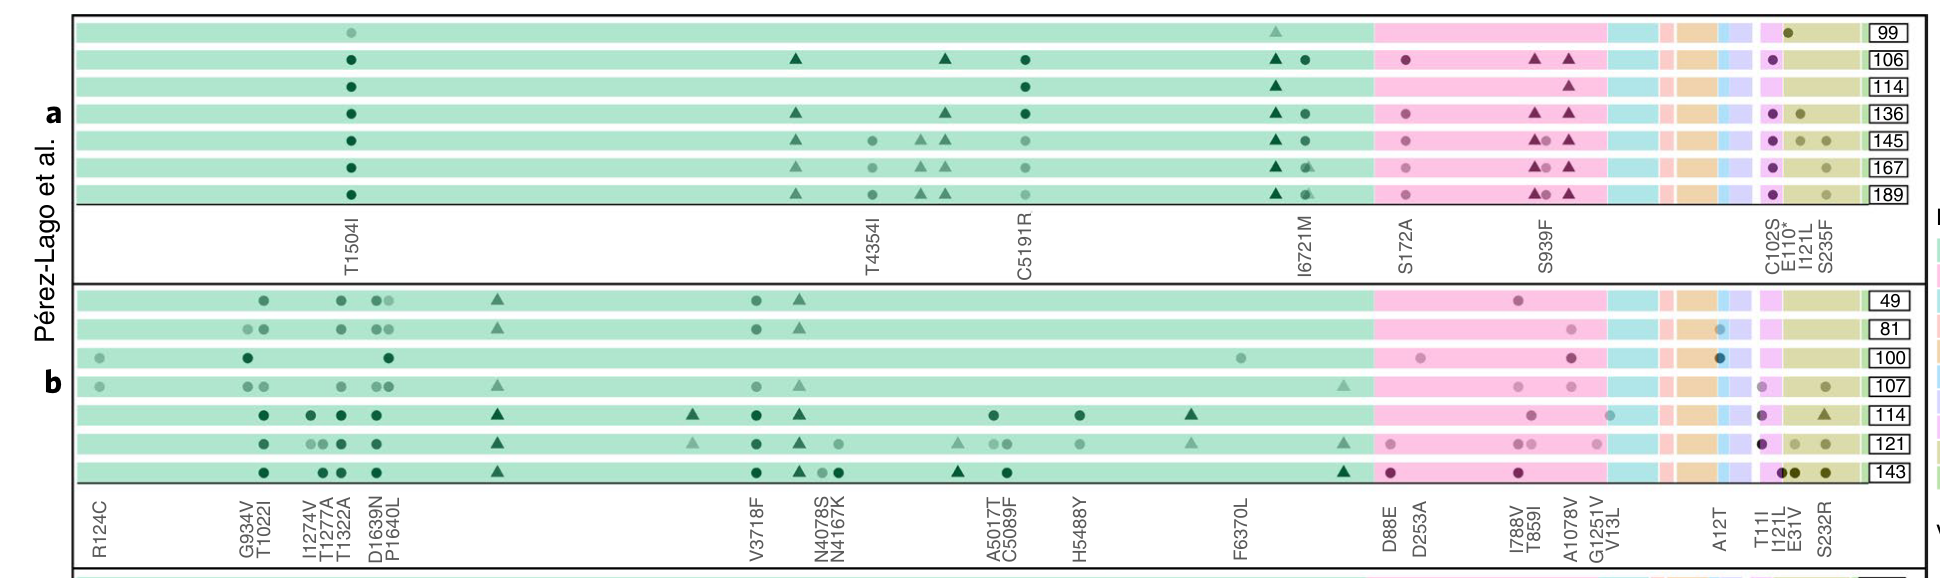 Pérez-Lago et al.
a
99
106
114
136
145
167
189
T1504I
T4354I
C5191R
I6721M
S172A
S939F
C102S
E110*
I121L
S235F
b
49
81
100
107
114
121
143
R124C
G934V
T1022I
I1274V
T1277A
T1322A
D1639N
P1640L
V3718F
N4078S
N4167K
A5017T
C5089F
H5488Y
F6370L
D88E
D253A
I788V
T859I
A1078V
G1251V
V13L
A12T
T11I
I121L
E31V
S232R